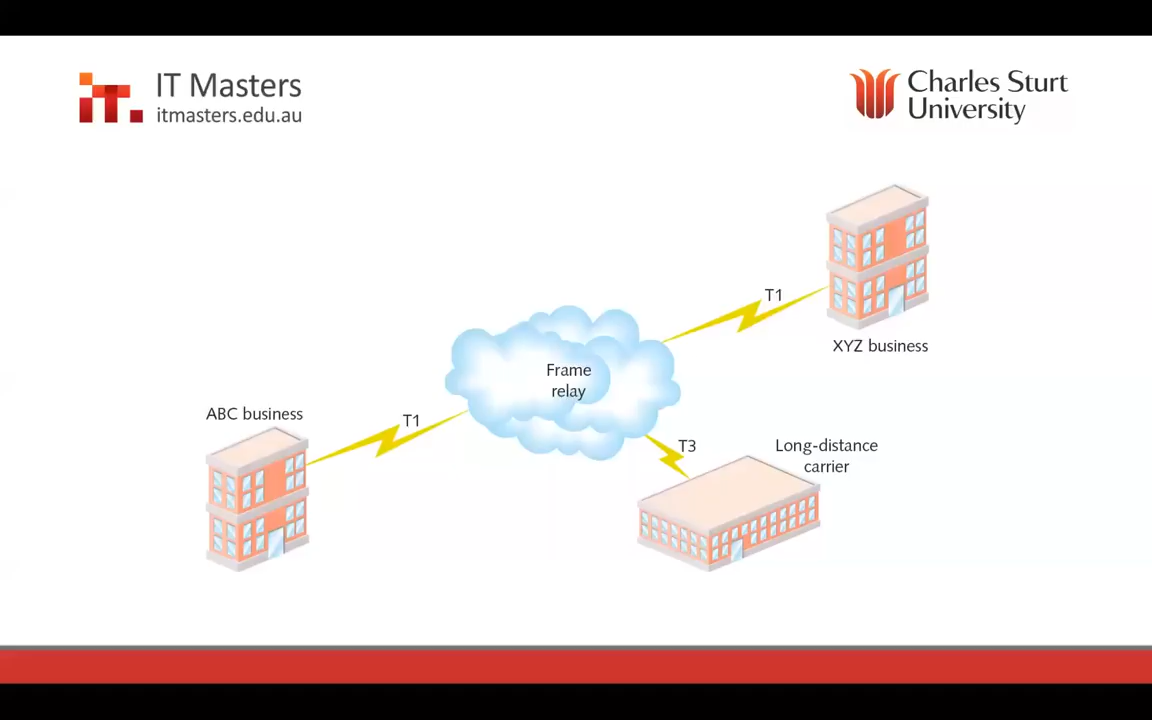 IT Masters
itmasters.edu.au
Charles Sturt
University
T1
XYZ business
Frame
relay
ABC business
T1
T3
Long-distance
carrier